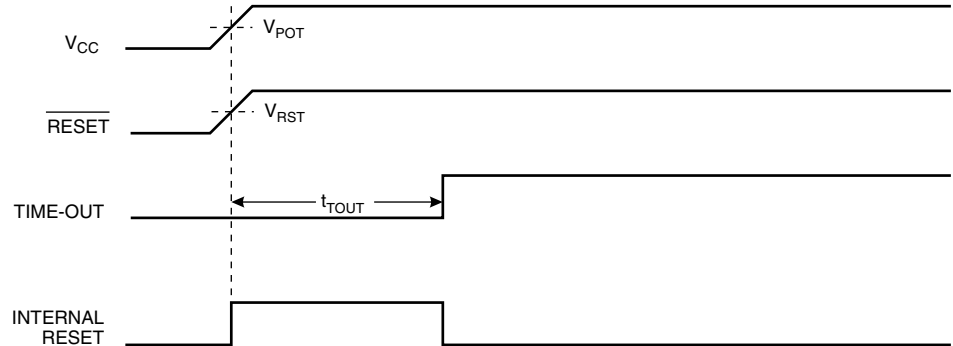 V_CC
V_POT
RESET
V_RST
TIME-OUT
t_TOUT
INTERNAL
RESET